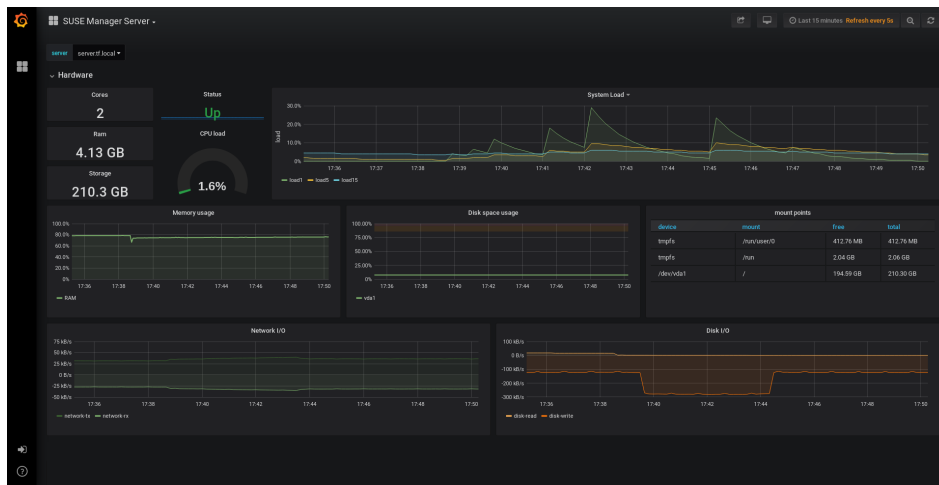 SUSE Manager Server
Last 15 minutes Refresh every 5s
server server.tf.local
Hardware
Cores
2
Status
Up
Ram
4.13 GB
CPU load
1.6%
Storage
210.3 GB
System Load
load
30.0%
20.0%
10.0%
0%
17:36 17:37 17:38 17:39 17:40 17:41 17:42 17:43 17:44 17:45 17:46 17:47 17:48 17:49 17:50
load1 load5 load15
Memory usage
100.0%
80.0%
60.0%
40.0%
20.0%
0%
17:36 17:38 17:40 17:42 17:44 17:46 17:48 17:50
RAM
Disk space usage
100.00%
75.00%
50.00%
25.00%
0%
17:36 17:38 17:40 17:42 17:44 17:46 17:48 17:50
vda1
mount points
device mount free total
tmpfs /run/user/0 412.76 MB 412.76 MB
tmpfs /run 2.04 GB 2.06 GB
/dev/vda1 / 194.59 GB 210.30 GB
Network I/O
75 kB/s
50 kB/s
25 kB/s
0 B/s
-25 kB/s
-50 kB/s
17:36 17:38 17:40 17:42 17:44 17:46 17:48 17:50
network-tx network-rx
Disk I/O
100 kB/s
0 B/s
-100 kB/s
-200 kB/s
-300 kB/s
17:36 17:38 17:40 17:42 17:44 17:46 17:48 17:50
disk-read disk-write